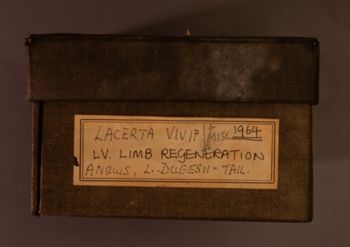 LACERTA VIVIP MISC 1964
LV. LIMB REGENERATION
ANGUIS, L. DUGESII - TAIL.